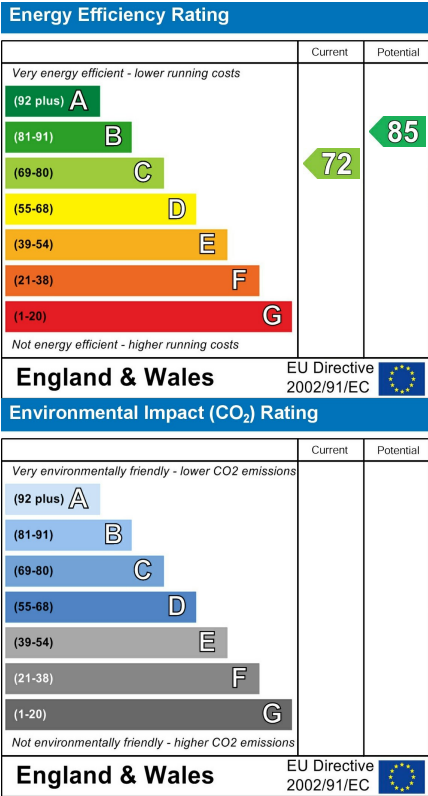 Energy Efficiency Rating
Current Potential
Very energy efficient - lower running costs
(92 plus) A
(81-91) B
(69-80) C
(55-68) D
(39-54) E
(21-38) F
(1-20) G
72
85
Not energy efficient - higher running costs
England & Wales
EU Directive
2002/91/EC
Environmental Impact (CO₂) Rating
Current Potential
Very environmentally friendly - lower CO2 emissions
(92 plus) A
(81-91) B
(69-80) C
(55-68) D
(39-54) E
(21-38) F
(1-20) G
Not environmentally friendly - higher CO2 emissions
England & Wales
EU Directive
2002/91/EC